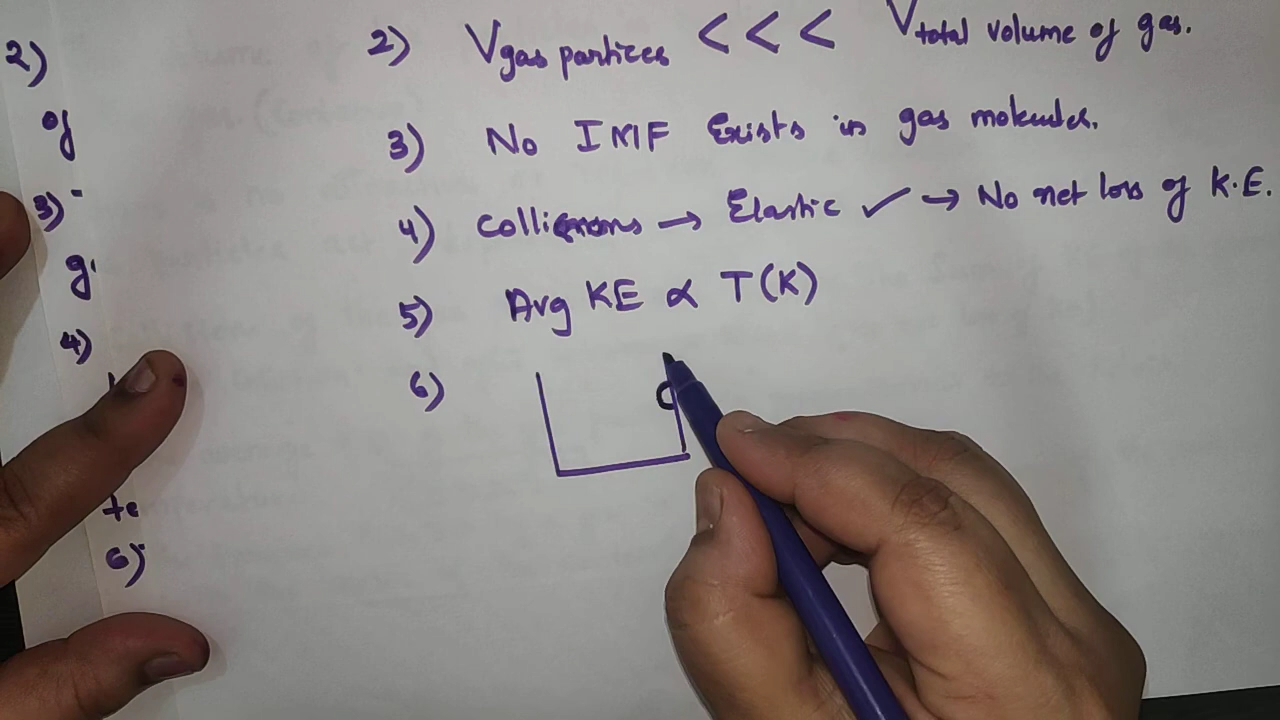 2)
of
3)
g
4)
te
6)
2) Vgas particles <<< Vtotal volume of gas.
3) No IMF Exists in gas molecules.
4) Collisions → Elastic ✓ → No net loss of K.E.
5) Avg KE ∝ T(K)
6)